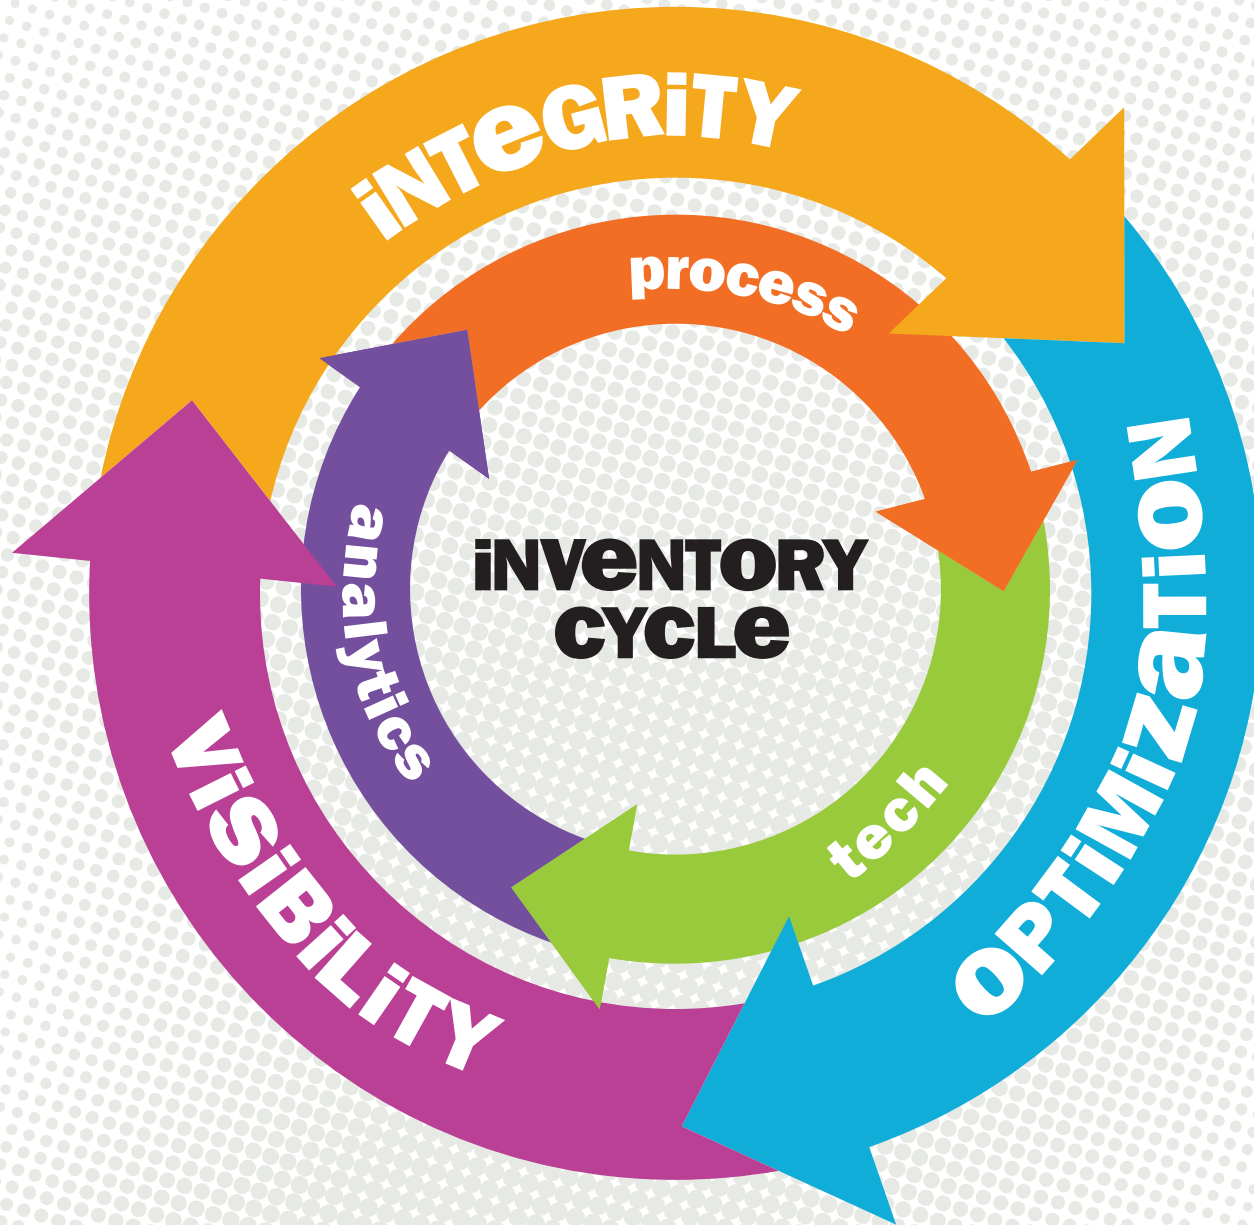 iNTeGRiTY
process
OPTiMiZaTiON
tech
ViSiBiLiTY
analytics
iNVeNTORY
CYCLe